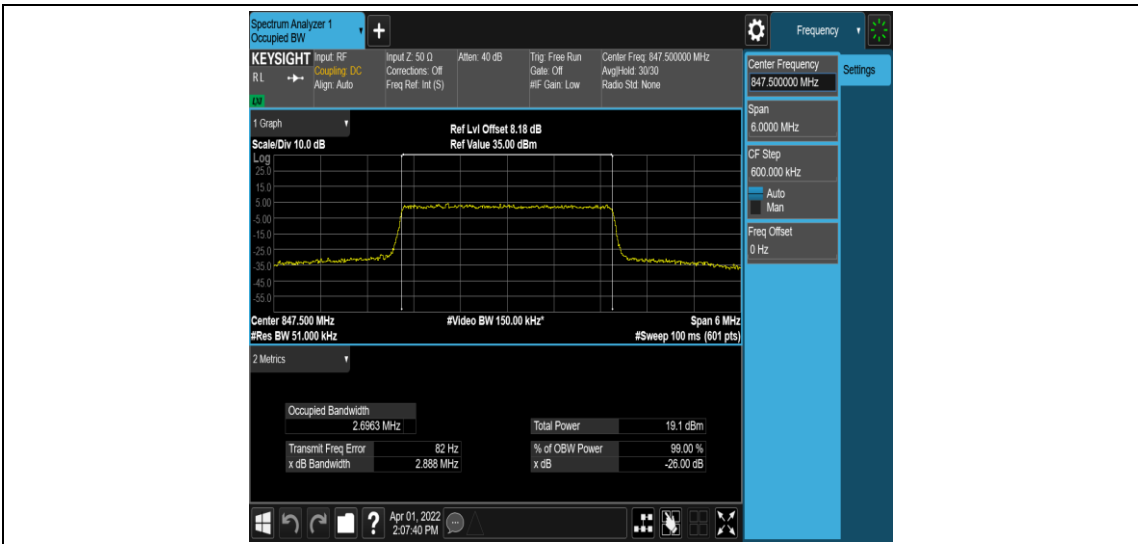 Spectrum Analyzer 1
Occupied BW
+
Frequency
KEYSIGHT
RL
LXI
Input: RF
Coupling: DC
Align: Auto
Input Z: 50 Ω
Corrections: Off
Freq Ref: Int (S)
Atten: 40 dB
Trig: Free Run
Gate: Off
#IF Gain: Low
Center Freq: 847.500000 MHz
Avg|Hold: 30/30
Radio Std: None
Center Frequency
847.500000 MHz
Settings
Span
6.0000 MHz
CF Step
600.000 kHz
Auto
Man
Freq Offset
0 Hz
1 Graph
Scale/Div 10.0 dB
Ref Lvl Offset 8.18 dB
Ref Value 35.00 dBm
Log
25.0
15.0
5.00
-5.00
-15.0
-25.0
-35.0
-45.0
-55.0
Center 847.500 MHz
#Res BW 51.000 kHz
#Video BW 150.00 kHz*
Span 6 MHz
#Sweep 100 ms (601 pts)
2 Metrics
Occupied Bandwidth
2.6963 MHz
Total Power 19.1 dBm
Transmit Freq Error 82 Hz
x dB Bandwidth 2.888 MHz
% of OBW Power 99.00 %
x dB -26.00 dB
?
Apr 01, 2022
2:07:40 PM